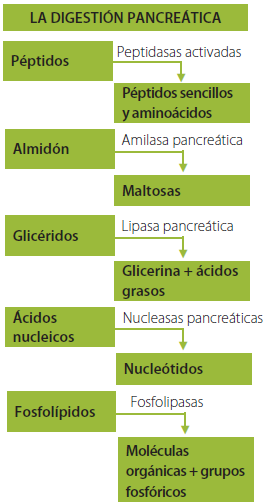 LA DIGESTIÓN PANCREÁTICA
Péptidos
Peptidasas activadas
Péptidos sencillos
y aminoácidos
Almidón
Amilasa pancreática
Maltosas
Glicéridos
Lipasa pancreática
Glicerina + ácidos
grasos
Ácidos
nucleicos
Nucleasas pancreáticas
Nucleótidos
Fosfolípidos
Fosfolipasas
Moléculas
orgánicas + grupos
fosfóricos